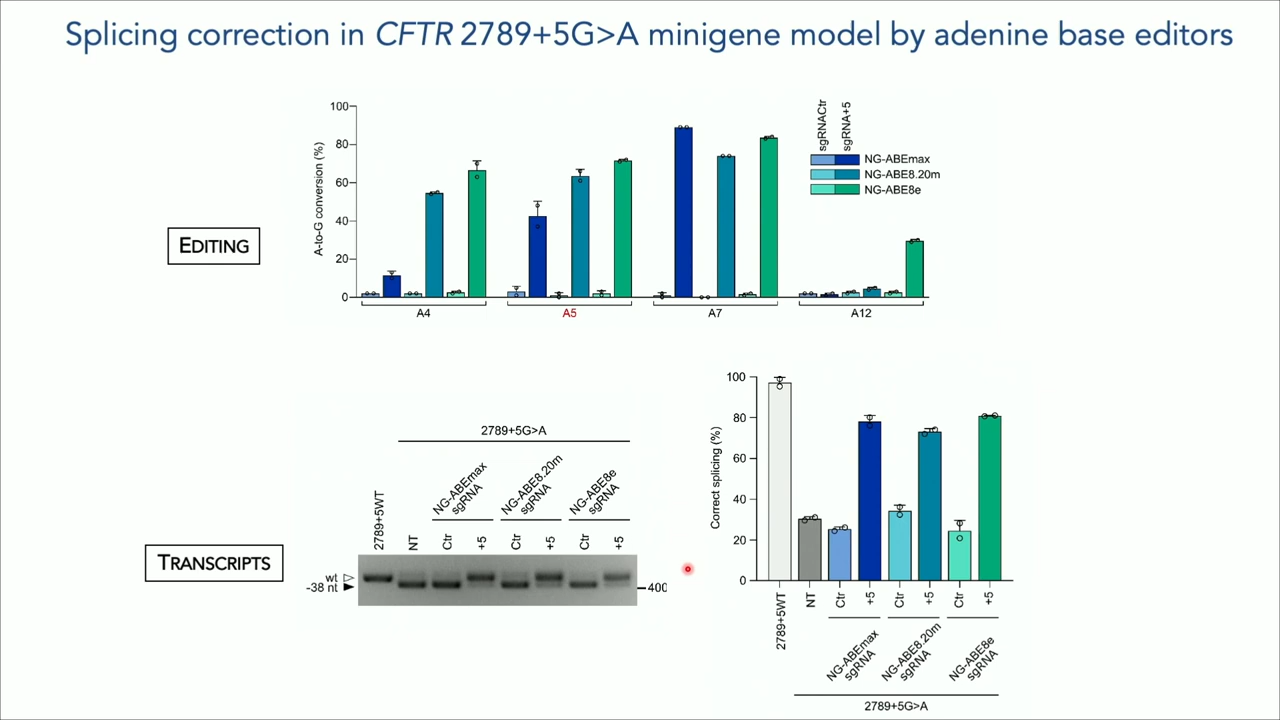 Splicing correction in CFTR 2789+5G>A minigene model by adenine base editors
EDITING
A-to-G conversion (%)
100
80
60
40
20
0
A4
A5
A7
A12
sgRNACtr
sgRNA+5
NG-ABEmax
NG-ABE8.20m
NG-ABE8e
TRANSCRIPTS
2789+5G>A
2789+5WT
NT
NG-ABEmax
sgRNA
Ctr
+5
NG-ABE8.20m
sgRNA
Ctr
+5
NG-ABE8e
sgRNA
Ctr
+5
wt
-38 nt
400
Correct splicing (%)
100
80
60
40
20
0
2789+5WT
NT
Ctr
+5
Ctr
+5
Ctr
+5
NG-ABEmax
sgRNA
NG-ABE8.20m
sgRNA
NG-ABE8e
sgRNA
2789+5G>A